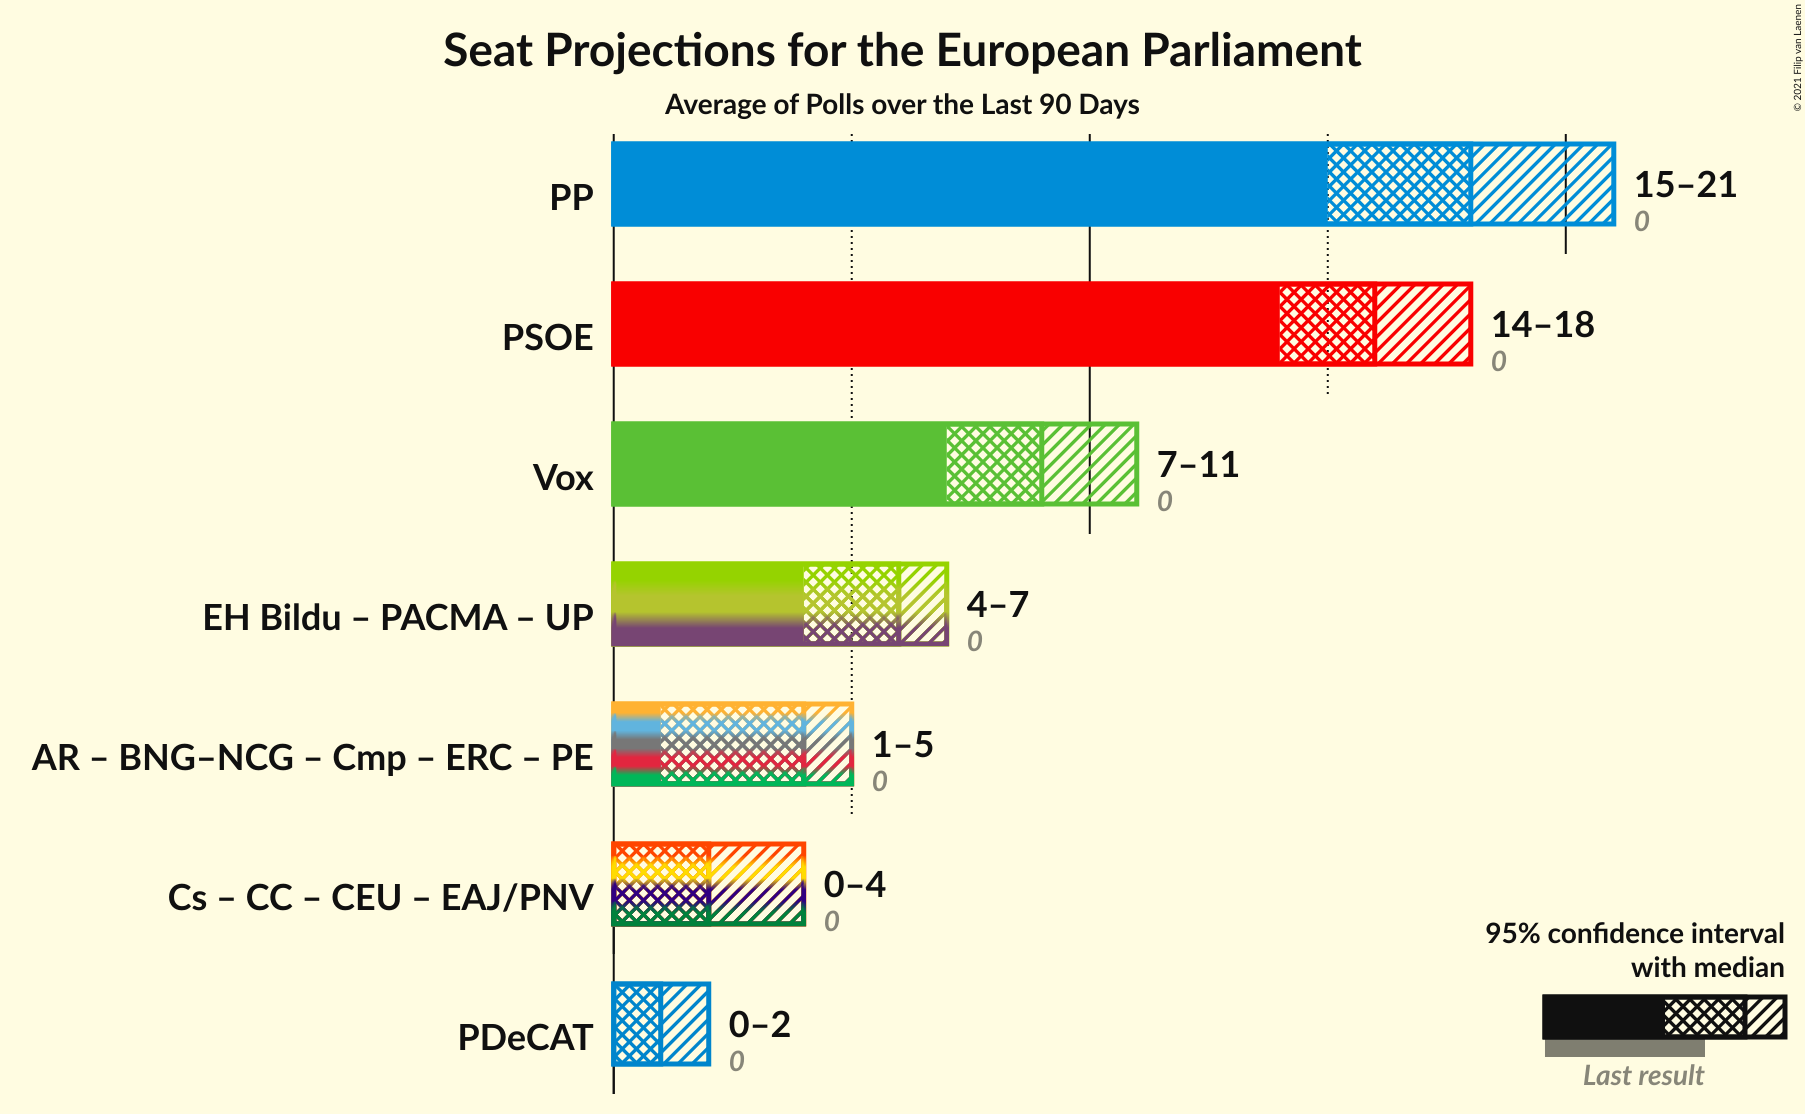 Seat Projections for the European Parliament
Average of Polls over the Last 90 Days
© 2021 Filip van Laenen
PP
15–21
0
PSOE
14–18
0
Vox
7–11
0
EH Bildu – PACMA – UP
4–7
0
AR – BNG–NCG – Cmp – ERC – PE
1–5
0
Cs – CC – CEU – EAJ/PNV
0–4
0
PDeCAT
0–2
0
95% confidence interval
with median
Last result